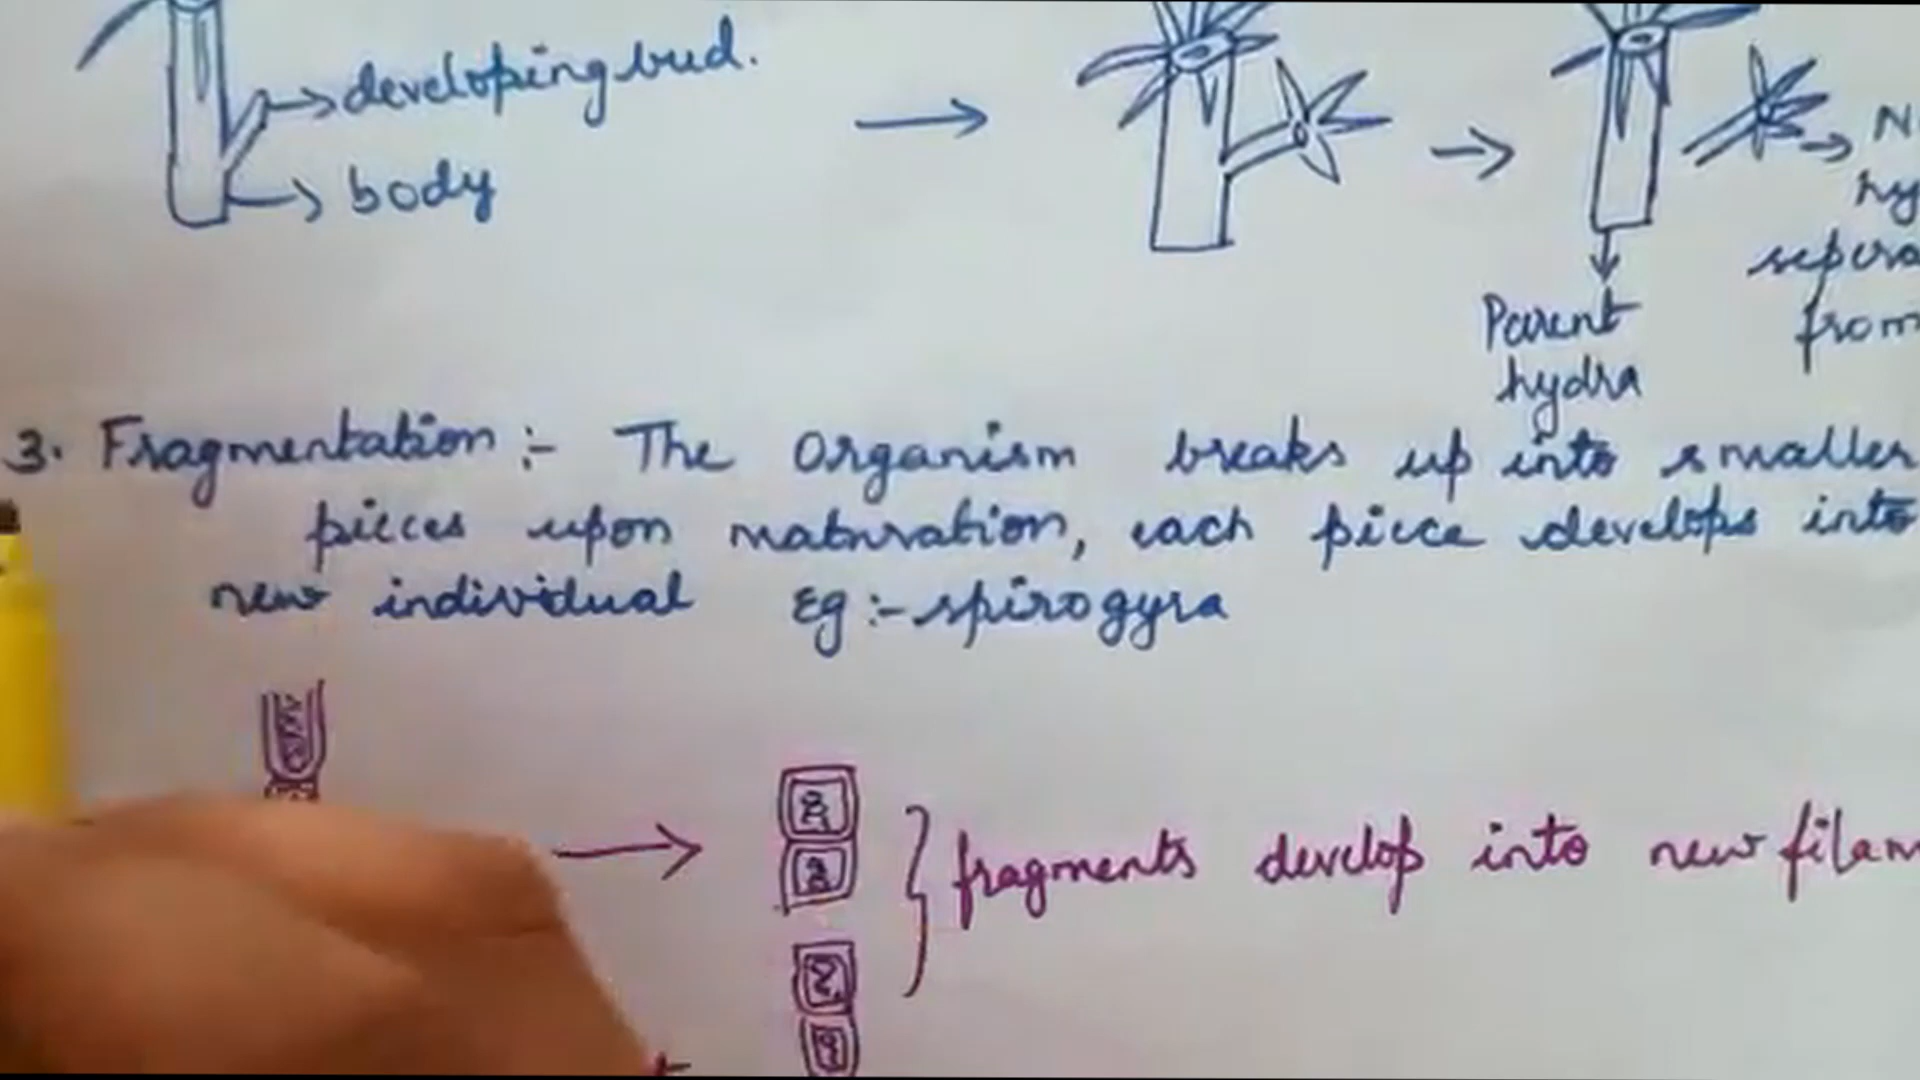 developing bud.
body
Parent
hydra
from
3. Fragmentation :- The Organism breaks up into smaller
pieces upon maturation, each piece develops into
new individual Eg :- spirogyra
fragments develop into new